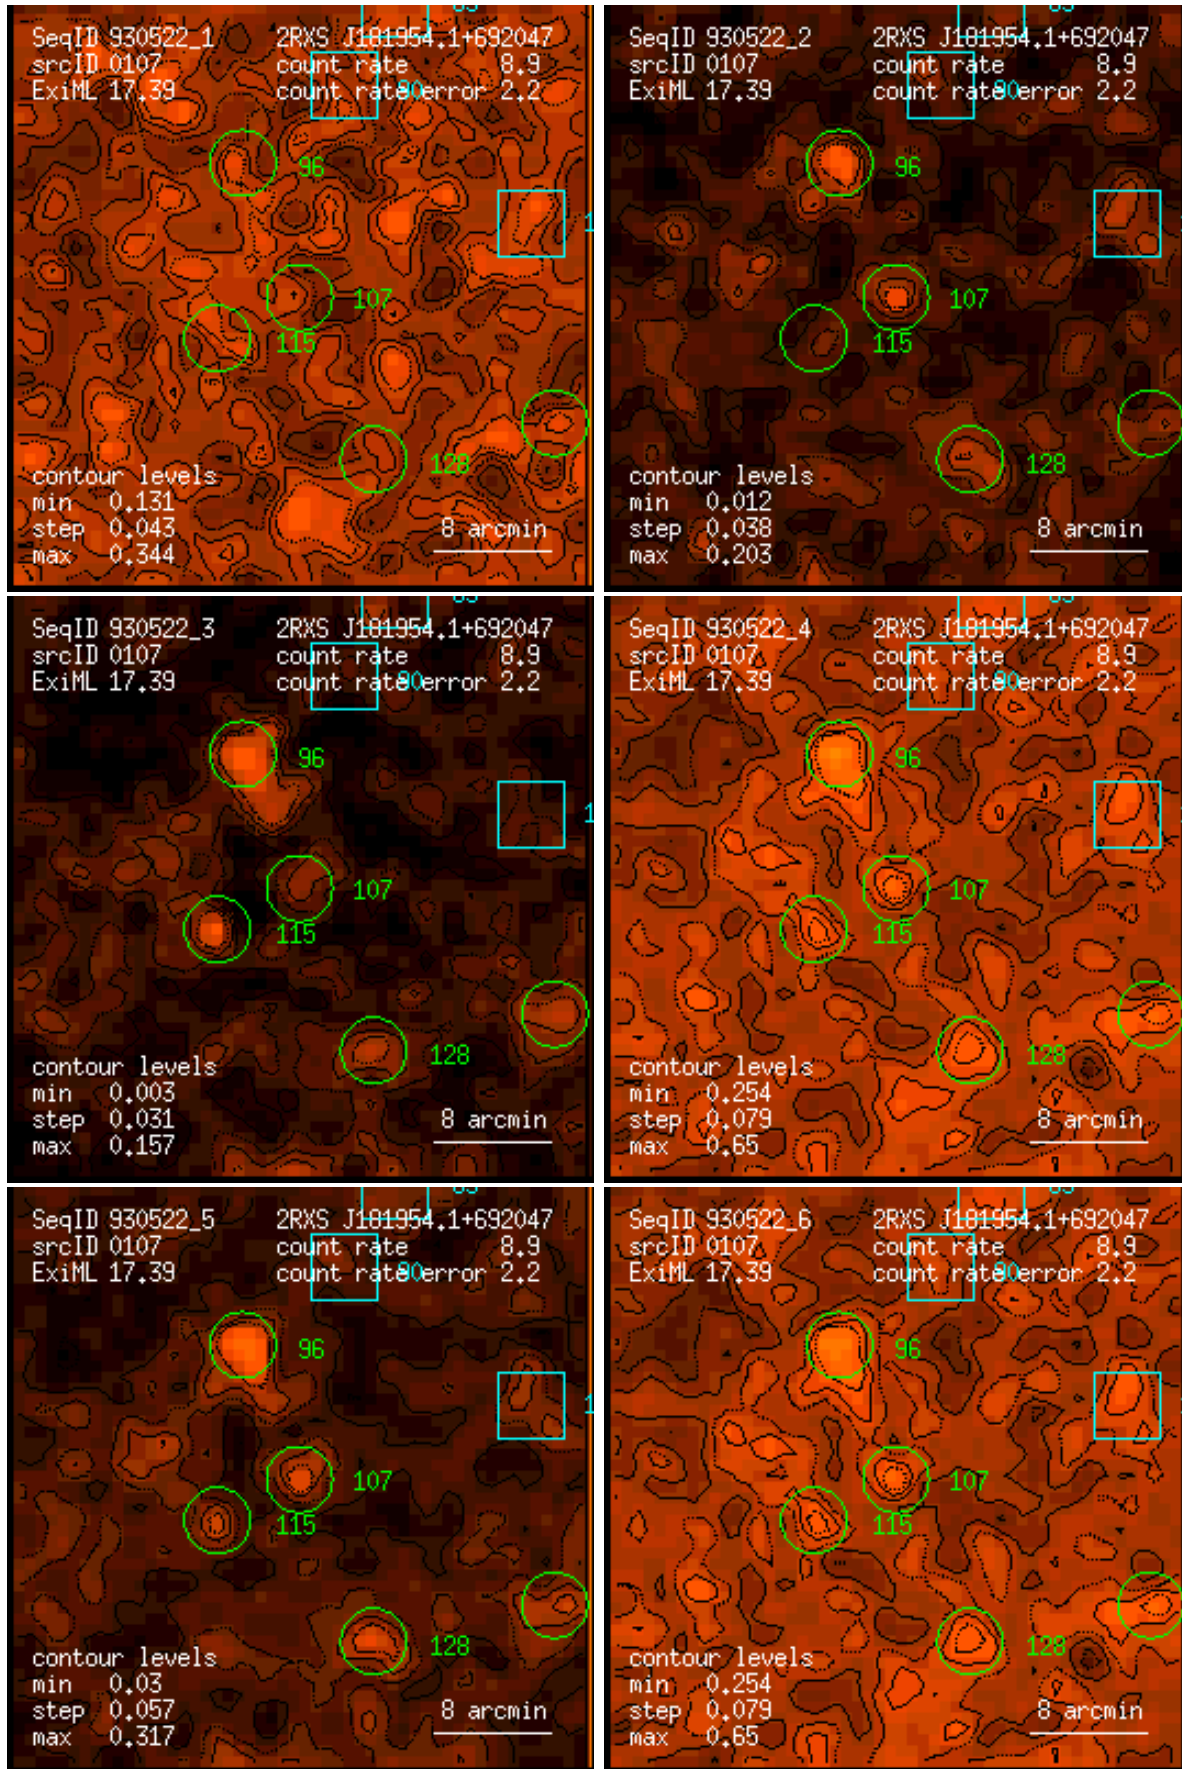 SeqID 930522_1 2RXS J101954.1+692047
srcID 0107 count rate 8.9
ExiML 17.39 count rate error 2.2
90
96
107
115
128
contour levels
min 0.131
step 0.043
max 0.344
8 arcmin
SeqID 930522_2 2RXS J101954.1+692047
srcID 0107 count rate 8.9
ExiML 17.39 count rate error 2.2
90
96
107
115
128
contour levels
min 0.012
step 0.038
max 0.203
8 arcmin
SeqID 930522_3 2RXS J101954.1+692047
srcID 0107 count rate 8.9
ExiML 17.39 count rate error 2.2
90
96
107
115
128
contour levels
min 0.003
step 0.031
max 0.157
8 arcmin
SeqID 930522_4 2RXS J101954.1+692047
srcID 0107 count rate 8.9
ExiML 17.39 count rate error 2.2
90
96
107
115
128
contour levels
min 0.254
step 0.079
max 0.65
8 arcmin
SeqID 930522_5 2RXS J101954.1+692047
srcID 0107 count rate 8.9
ExiML 17.39 count rate error 2.2
90
96
107
115
128
contour levels
min 0.03
step 0.057
max 0.317
8 arcmin
SeqID 930522_6 2RXS J101954.1+692047
srcID 0107 count rate 8.9
ExiML 17.39 count rate error 2.2
90
96
107
115
128
contour levels
min 0.254
step 0.079
max 0.65
8 arcmin